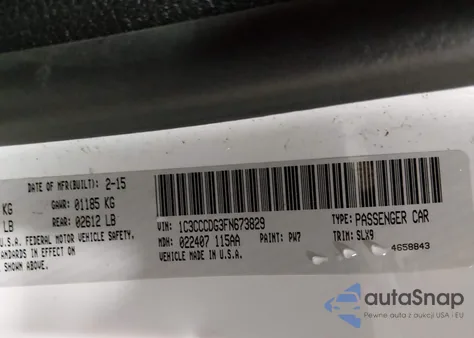 DATE OF MFR(BUILT): 2-15
KG GAWR: 01185 KG
LB REAR: 02612 LB
U.S.A. FEDERAL MOTOR VEHICLE SAFETY,
ANDARDS IN EFFECT ON
SHOWN ABOVE.
VIN: 1C3CCCDG3FN673829
TYPE: PASSENGER CAR
MDH: 022407 115AA PAINT: PW7 TRIM: SLX9
VEHICLE MADE IN U.S.A.
4658843
autaSnap
Pewne auta z aukcji USA i EU